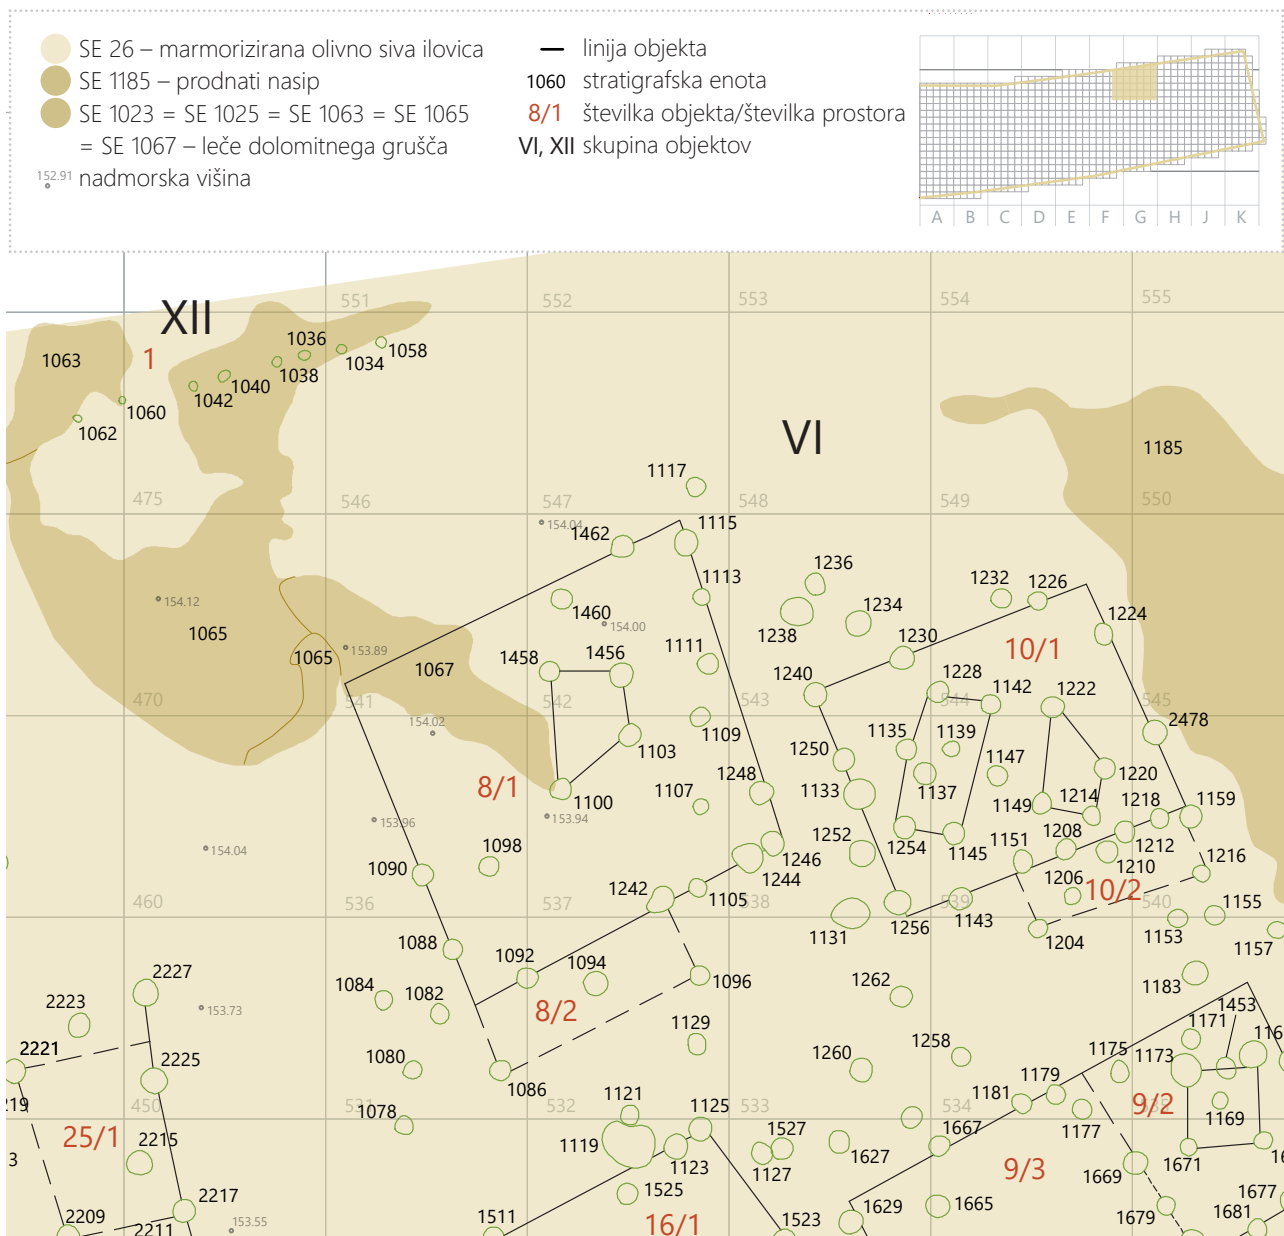 SE 26 – marmorizirana olivno siva ilovica
SE 1185 – prodnati nasip
SE 1023 = SE 1025 = SE 1063 = SE 1065
= SE 1067 – leče dolomitnega grušča
152.91 nadmorska višina
linija objekta
1060 stratigrafska enota
8/1 številka objekta/številka prostora
VI, XII skupina objektov
A B C D E F G H J K
551 552 553 554 555
XII
1036 1058
1063 1 1034
1038
1040
1042
1060
1062
VI
1185
1117
475 546 547 548 549 550
154.04
1462 1115
1236
1113
1232 1226
154.12 1460
1234
154.00 1238
1224
1065 1230
1065 153.89 1067 1458 1456 1111 10/1
1240 1228 1142 1222
470 541 542 543 544 545
154.02
1109 2478
1103 1135 1139
1250
1248 1147 1220
8/1 1100 1107 1133 1137
1149 1214 1218 1159
153.96 153.94
154.04 1098 1252 1208 1212
1246 1254 1145 1151 1210 1216
1090 1244
1242 1105 1206 10/2
460 536 537 538 539 540
1131 1256 1143 1155
1153
1204
1088 1092 1094 1157
1096 1262
2227 1084 1082 1183
153.73 8/2
2223 1453
1129 1171
2221 1258 1175 1173 116
2225 1080 1260
1086 1179
219 1121 1181 9/2
450 531 532 533 534 535
1078 1125 1169
25/1 1177
2215 1119 1527 1667
3 1123 1127 1627 9/3 1669 1671 16
1525
2217 1629 1665 1677
2209 1511 16/1 1523 1679 1681
2211 153.55